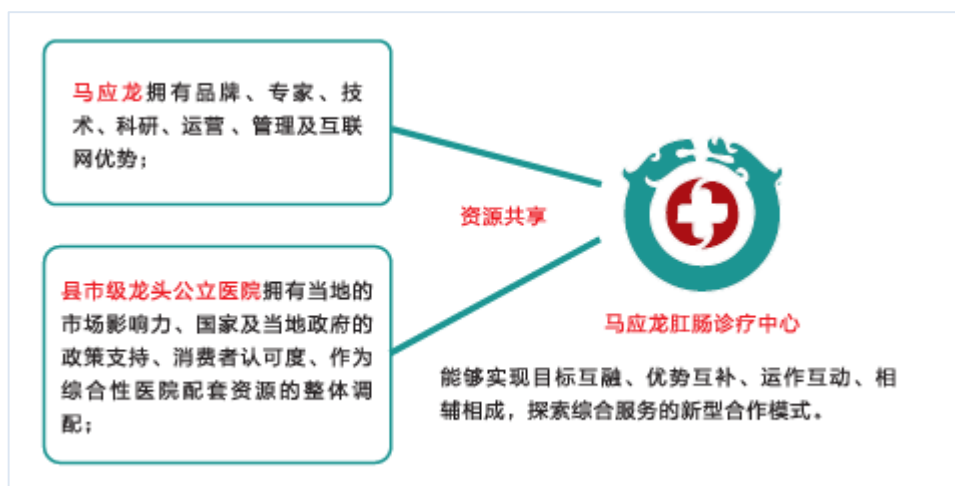 马应龙拥有品牌、专家、技
术、科研、运营、管理及互联
网优势；
资源共享
县市级龙头公立医院拥有当地的
市场影响力、国家及当地政府的
政策支持、消费者认可度、作为
综合性医院配套资源的整体调
配；
马应龙肛肠诊疗中心
能够实现目标互融、优势互补、运作互动、相
辅相成，探索综合服务的新型合作模式。